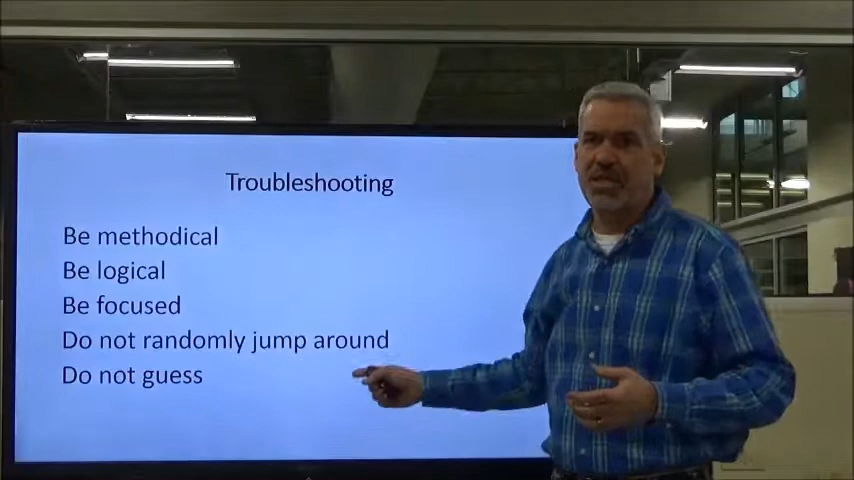 Troubleshooting
Be methodical
Be logical
Be focused
Do not randomly jump around
Do not guess